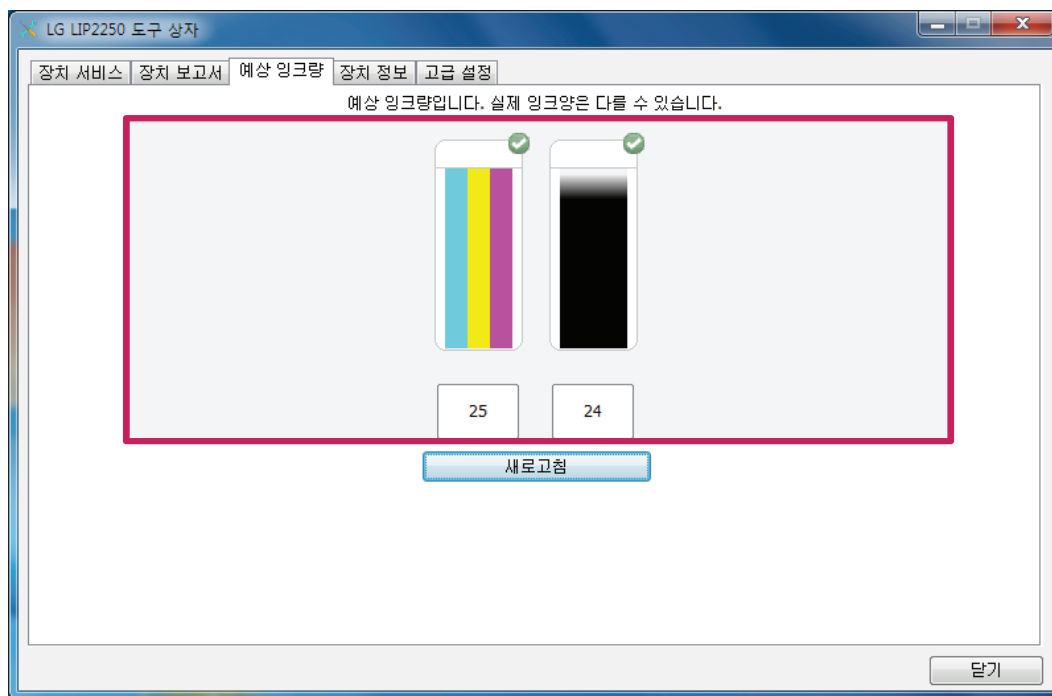 LG LIP2250 도구 상자
장치 서비스 장치 보고서 예상 잉크량 장치 정보 고급 설정
예상 잉크량입니다. 실제 잉크양은 다를 수 있습니다.
25 24
새로고침
닫기